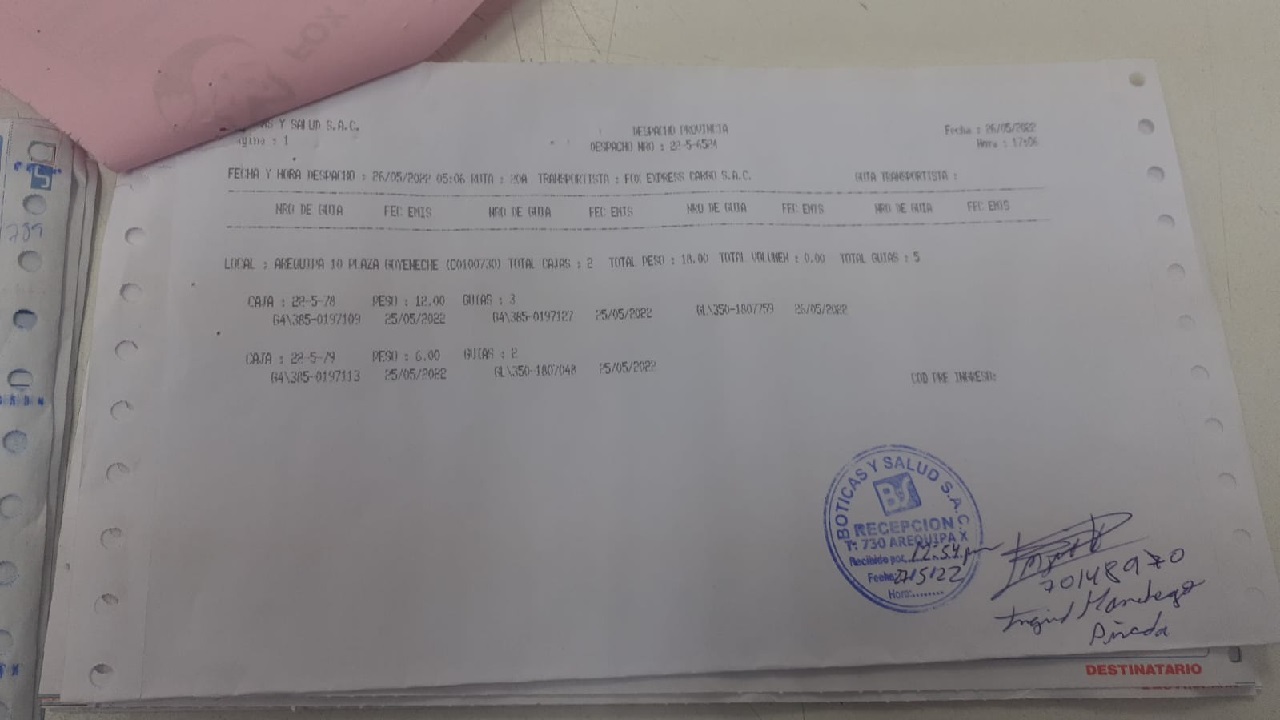 Y SALUD S.A.C.
DESPACHO PROVINCIA
Fecha : 26/05/2022
: 1
DESPACHO NRO : 22-5-6524
Hora : 17:06
FECHA Y HORA DESPACHO : 26/05/2022 05:06 RUTA : 20A TRANSPORTISTA : FOX EXPRESS CARGO S.A.C. GUIA TRANSPORTISTA :
NRO DE GUIA FEC EMIS NRO DE GUIA FEC EMIS NRO DE GUIA FEC EMIS NRO DE GUIA FEC EMIS
LOCAL : AREQUIPA 10 PLAZA GOYENECHE (C0100730) TOTAL CAJAS : 2 TOTAL PESO : 18.00 TOTAL VOLUMEN : 0.00 TOTAL GUIAS : 5
CAJA : 22-5-78 PESO : 12.00 GUIAS : 3
G4\385-0197109 25/05/2022 G4\385-0197127 25/05/2022 GL\350-1807759 26/05/2022
CAJA : 22-5-79 PESO : 6.00 GUIAS : 2
G4\385-0197113 25/05/2022 GL\350-1807048 25/05/2022
COD PRE INGRESO:
BOTICAS Y SALUD S.A.C.
BS
RECEPCION
T: 730 AREQUIPA X
Recibido por: 12:54 pm
Fecha: 27/5/22
Hora:........
70148970
Ingrid
DESTINATARIO